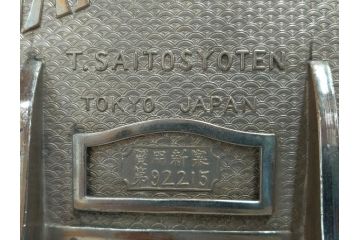 T.SAITOSYOTEN
TOKYO JAPAN
實用新案
第92215